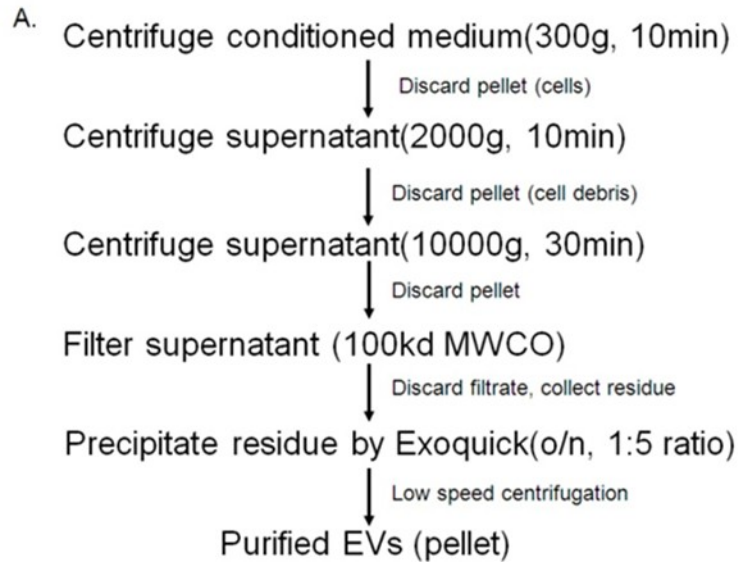 A.
Centrifuge conditioned medium(300g, 10min)
Discard pellet (cells)
Centrifuge supernatant(2000g, 10min)
Discard pellet (cell debris)
Centrifuge supernatant(10000g, 30min)
Discard pellet
Filter supernatant (100kd MWCO)
Discard filtrate, collect residue
Precipitate residue by Exoquick(o/n, 1:5 ratio)
Low speed centrifugation
Purified EVs (pellet)